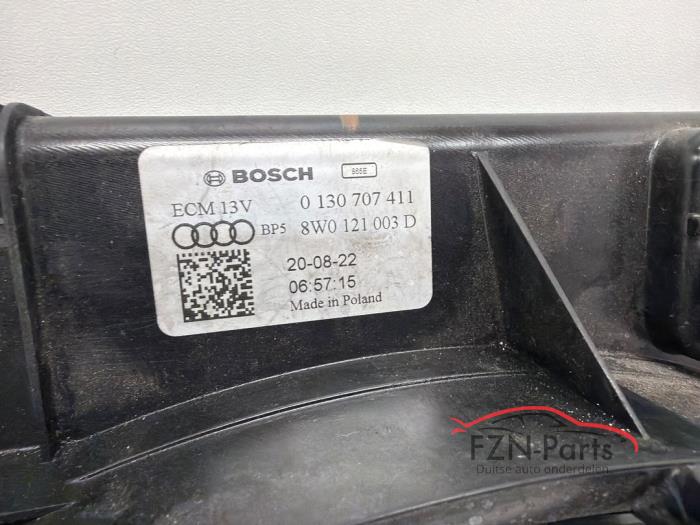 BOSCH 865E
ECM 13V 0 130 707 411
BP5 8W0 121 003 D
20-08-22
06:57:15
Made in Poland
FZN-Parts
Duitse auto onderdelen